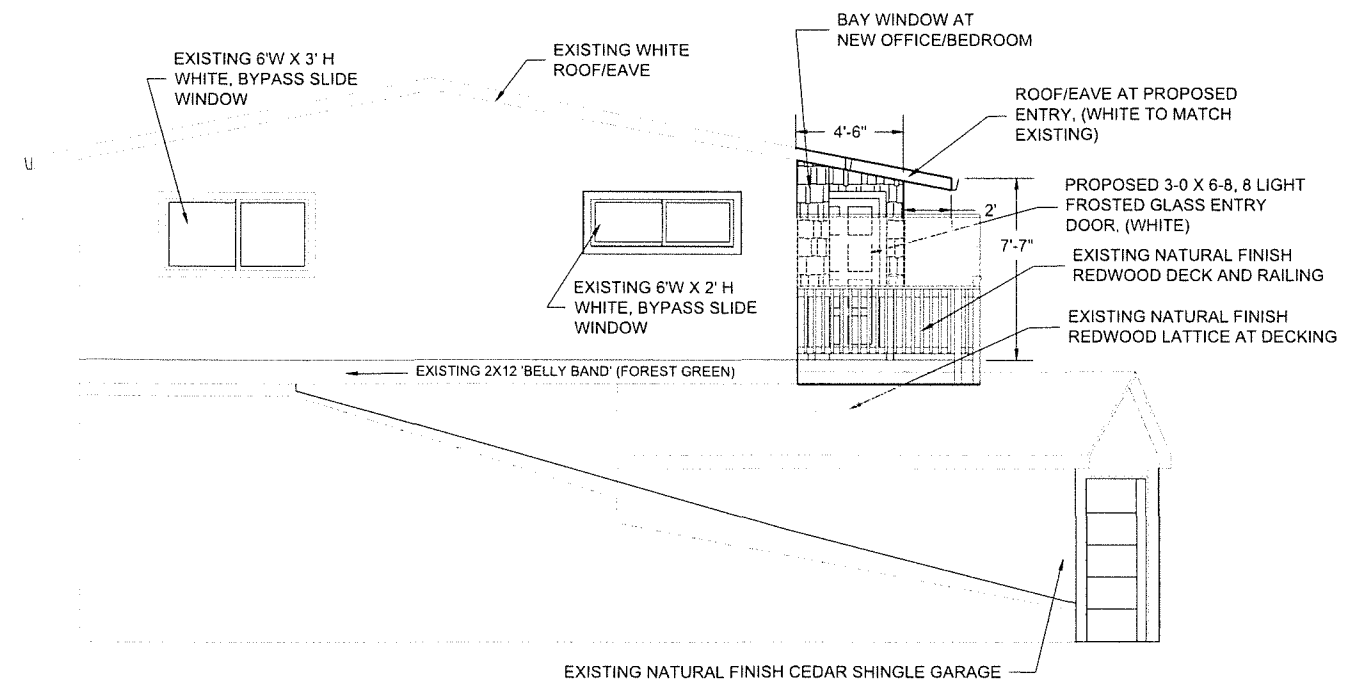 BAY WINDOW AT
NEW OFFICE/BEDROOM
EXISTING 6'W X 3' H
WHITE, BYPASS SLIDE
WINDOW
EXISTING WHITE
ROOF/EAVE
ROOF/EAVE AT PROPOSED
ENTRY, (WHITE TO MATCH
EXISTING)
4'-6"
PROPOSED 3-0 X 6-8, 8 LIGHT
FROSTED GLASS ENTRY
DOOR, (WHITE)
2'
7'-7"
EXISTING NATURAL FINISH
REDWOOD DECK AND RAILING
EXISTING 6'W X 2' H
WHITE, BYPASS SLIDE
WINDOW
EXISTING NATURAL FINISH
REDWOOD LATTICE AT DECKING
EXISTING 2X12 'BELLY BAND' (FOREST GREEN)
EXISTING NATURAL FINISH CEDAR SHINGLE GARAGE